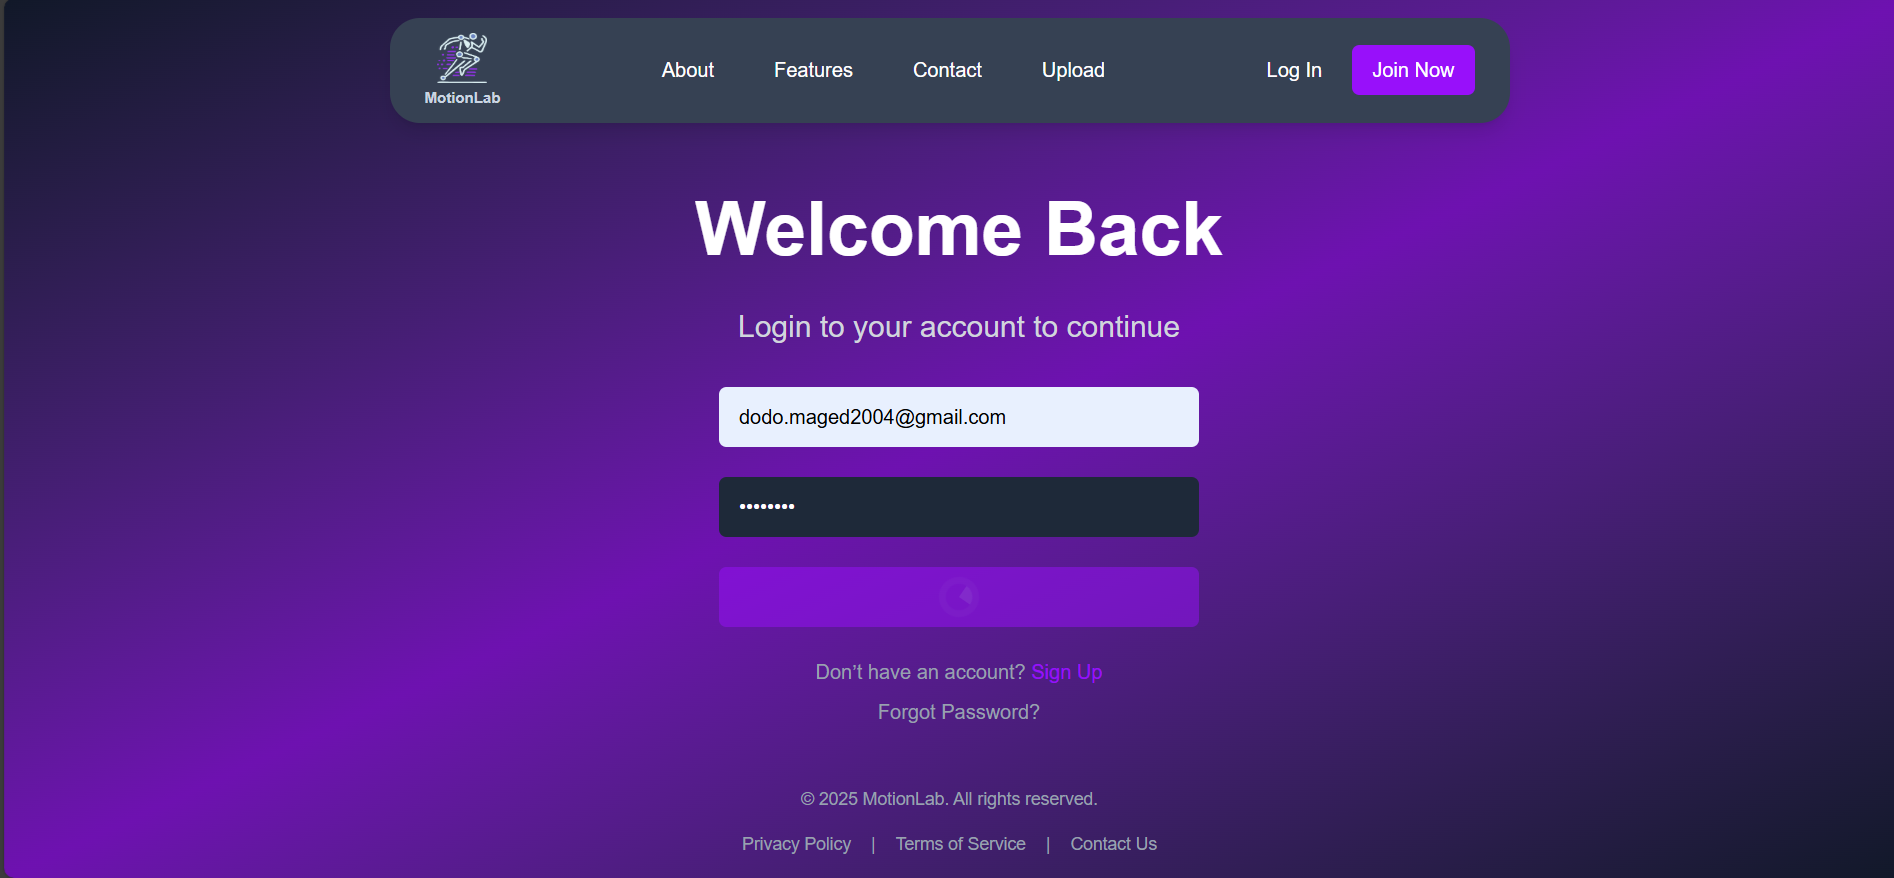 MotionLab
About
Features
Contact
Upload
Log In
Join Now
Welcome Back
Login to your account to continue
dodo.maged2004@gmail.com
••••••••
Don’t have an account? Sign Up
Forgot Password?
© 2025 MotionLab. All rights reserved.
Privacy Policy | Terms of Service | Contact Us